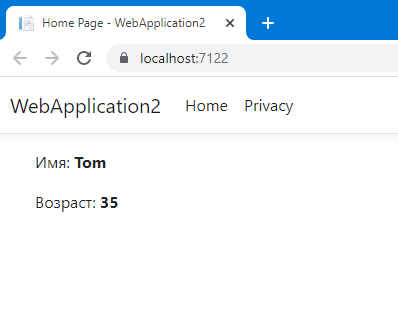 Home Page - WebApplication2
localhost:7122
WebApplication2 Home Privacy
Имя: Tom
Возраст: 35